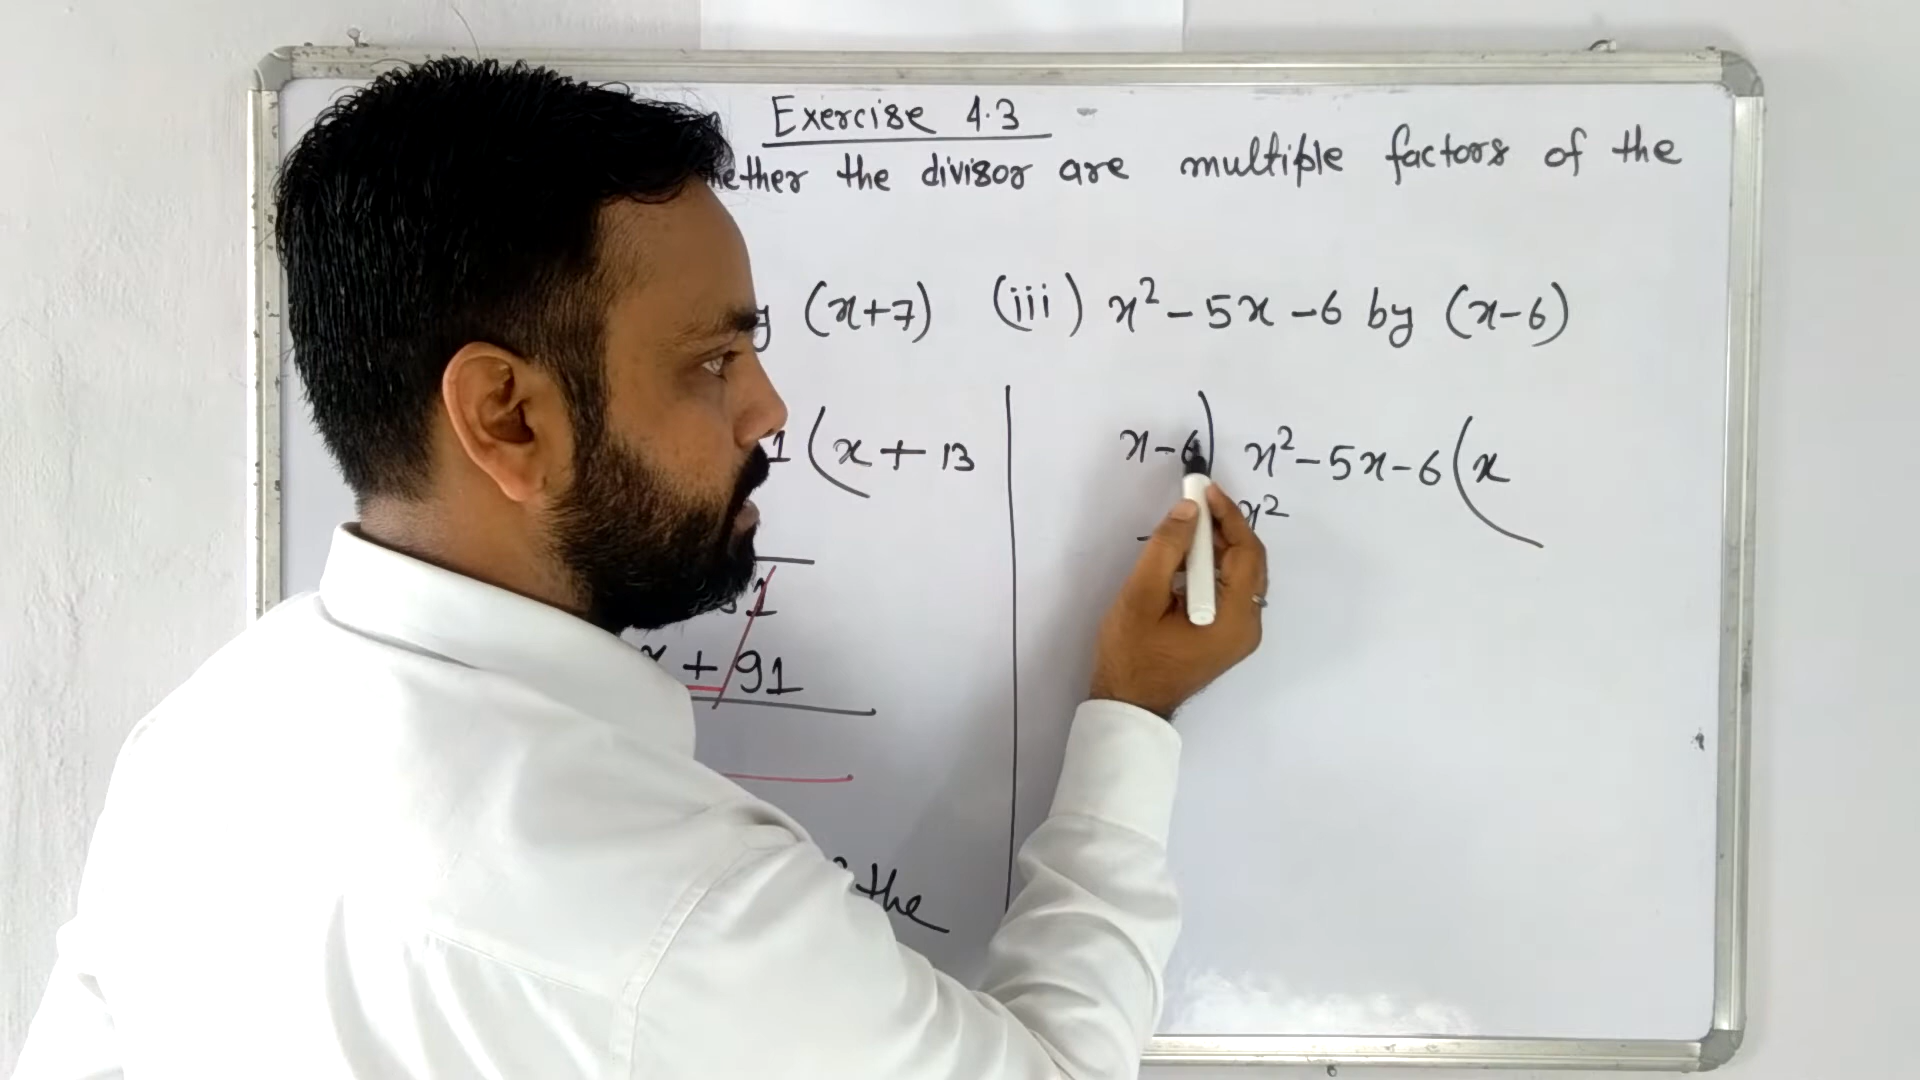 Exercise 4.3
the divisor are multiple factors of the
(x+7) (iii) x² - 5x - 6 by (x-6)
1 ( x + 13
x-6 ) x² - 5x - 6 ( x
x²
1
+ 91
the